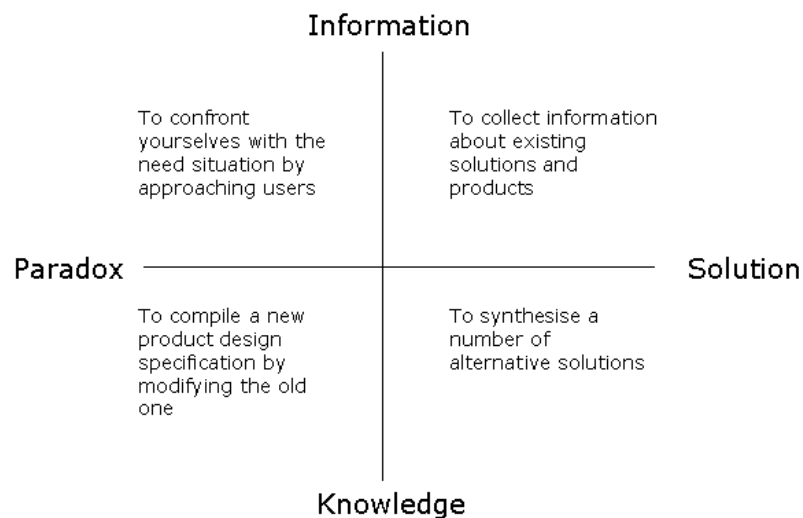 Information
To confront
yourselves with the
need situation by
approaching users
To collect information
about existing
solutions and
products
Paradox
Solution
To compile a new
product design
specification by
modifying the old
one
To synthesise a
number of
alternative solutions
Knowledge